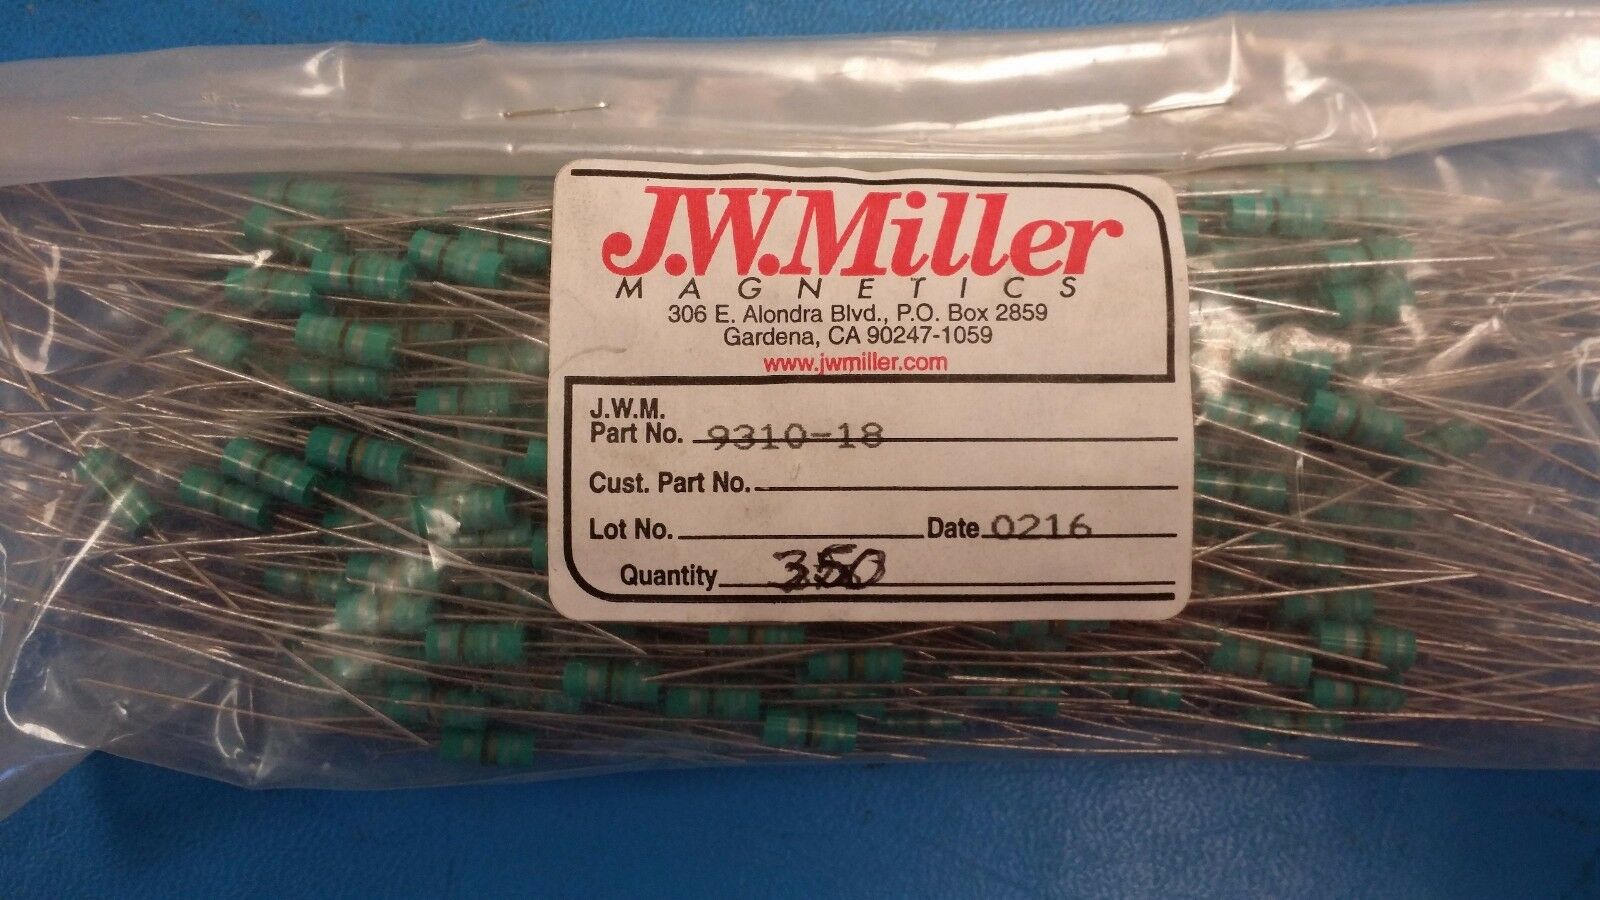 J.W.Miller
MAGNETICS
306 E. Alondra Blvd., P.O. Box 2859
Gardena, CA 90247-1059
www.jwmiller.com
J.W.M.
Part No. 9310-18
Cust. Part No.
Lot No. Date 0216
Quantity 350